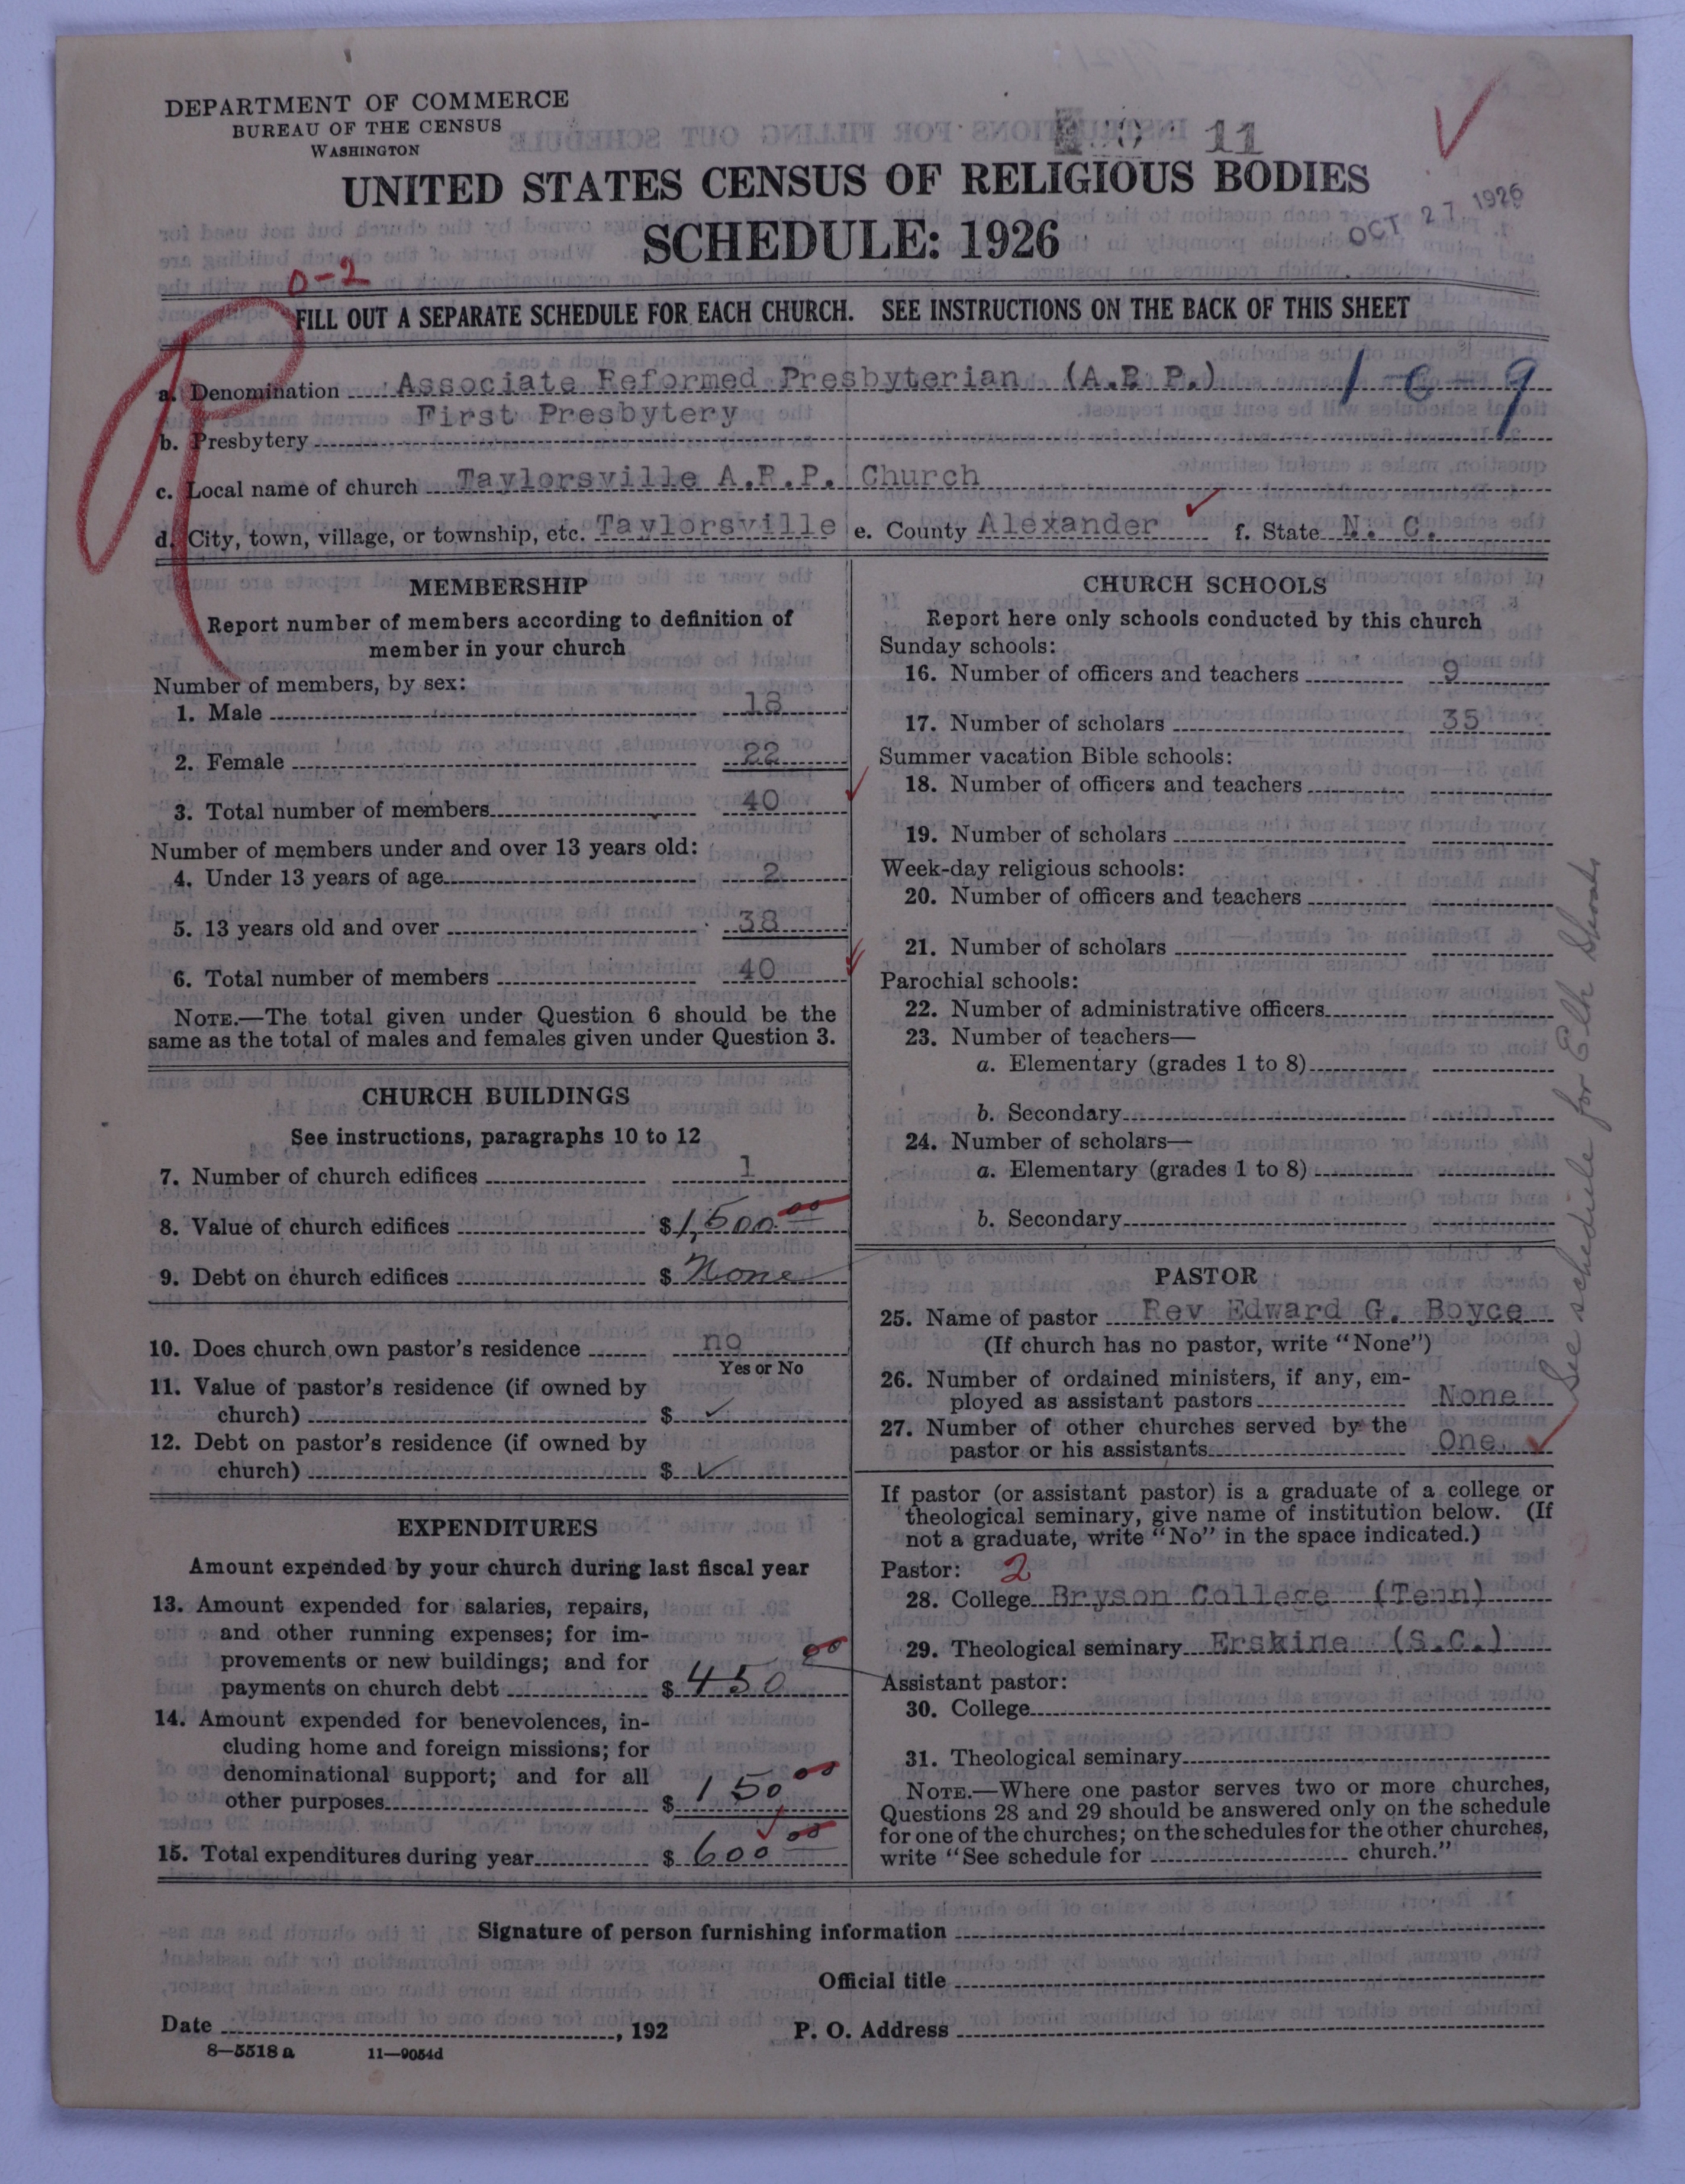 DEPARTMENT OF COMMERCE
BUREAU OF THE CENSUS
WASHINGTON
11
UNITED STATES CENSUS OF RELIGIOUS BODIES
SCHEDULE: 1926
OCT 27 1926
0-2
FILL OUT A SEPARATE SCHEDULE FOR EACH CHURCH. SEE INSTRUCTIONS ON THE BACK OF THIS SHEET
a. Denomination Associate Reformed Presbyterian (A.R P.) 1-6-9
First Presbytery
b. Presbytery
c. Local name of church Taylorsville A.R.P. Church
d. City, town, village, or township, etc. Taylorsville e. County Alexander f. State N. C.
MEMBERSHIP
Report number of members according to definition of
member in your church
Number of members, by sex:
1. Male 18
2. Female 22
3. Total number of members 40
Number of members under and over 13 years old:
4. Under 13 years of age 2
5. 13 years old and over 38
6. Total number of members 40
NOTE.—The total given under Question 6 should be the
same as the total of males and females given under Question 3.
CHURCH BUILDINGS
See instructions, paragraphs 10 to 12
7. Number of church edifices 1
8. Value of church edifices $1,500.00
9. Debt on church edifices $ None
10. Does church own pastor's residence no
Yes or No
11. Value of pastor's residence (if owned by
church) $ ✓
12. Debt on pastor's residence (if owned by
church) $ ✓
EXPENDITURES
Amount expended by your church during last fiscal year
13. Amount expended for salaries, repairs,
and other running expenses; for im-
provements or new buildings; and for
payments on church debt $ 450 00
14. Amount expended for benevolences, in-
cluding home and foreign missions; for
denominational support; and for all
other purposes $ 150 00
15. Total expenditures during year $ 600 00
CHURCH SCHOOLS
Report here only schools conducted by this church
Sunday schools:
16. Number of officers and teachers 9
17. Number of scholars 35
Summer vacation Bible schools:
18. Number of officers and teachers
19. Number of scholars
Week-day religious schools:
20. Number of officers and teachers
21. Number of scholars
Parochial schools:
22. Number of administrative officers
23. Number of teachers—
a. Elementary (grades 1 to 8)
b. Secondary
24. Number of scholars—
a. Elementary (grades 1 to 8)
b. Secondary
PASTOR
25. Name of pastor Rev Edward G. Boyce
(If church has no pastor, write "None")
26. Number of ordained ministers, if any, em-
ployed as assistant pastors None
27. Number of other churches served by the
pastor or his assistants One
If pastor (or assistant pastor) is a graduate of a college or
theological seminary, give name of institution below. (If
not a graduate, write "No" in the space indicated.)
Pastor: 2
28. College Bryson College (Tenn)
29. Theological seminary Erskine (S.C.)
Assistant pastor:
30. College
31. Theological seminary
NOTE.—Where one pastor serves two or more churches,
Questions 28 and 29 should be answered only on the schedule
for one of the churches; on the schedules for the other churches,
write "See schedule for church."
See schedule for Elk Shoals
Signature of person furnishing information
Official title
Date , 192
P. O. Address
8—5518 a 11—9054d